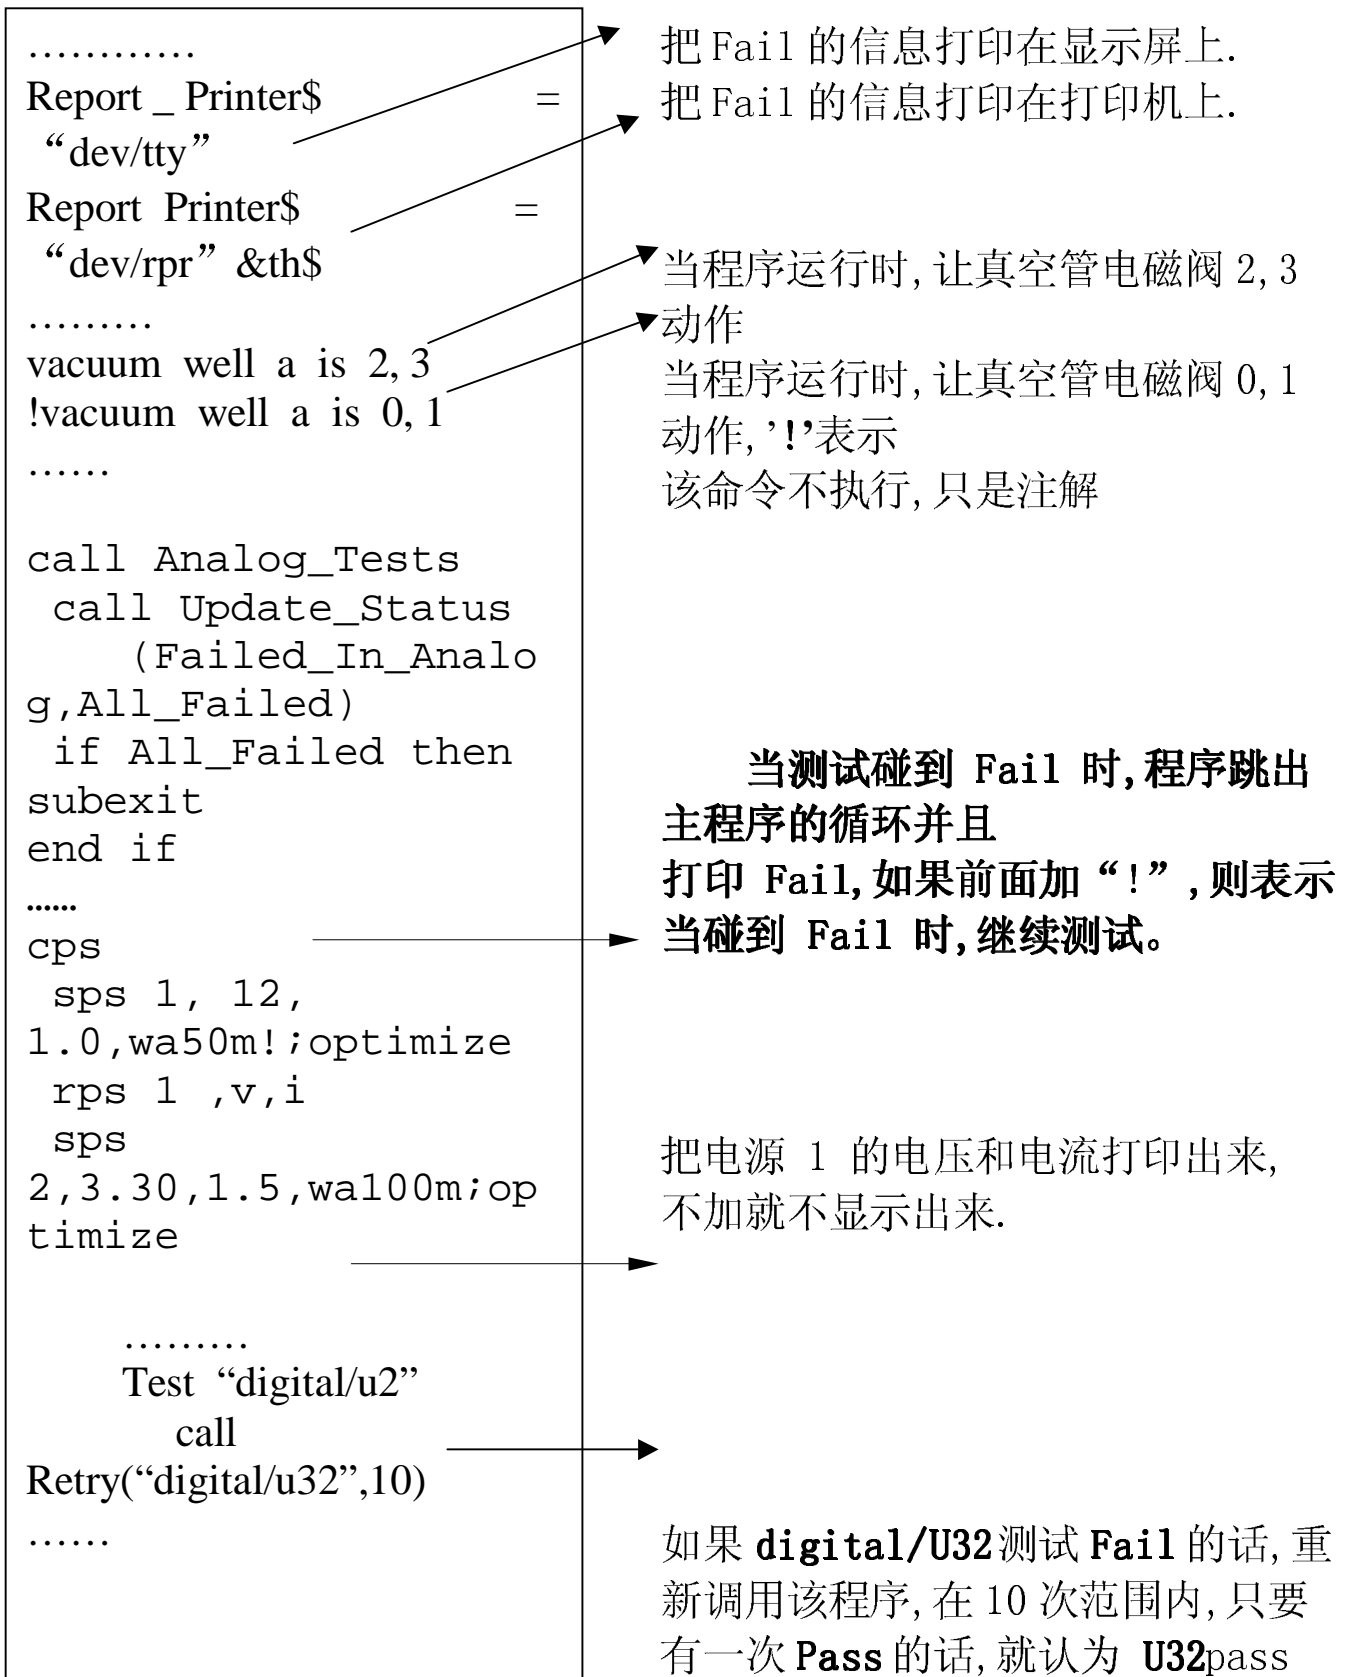 …………
Report _ Printer$ =
“dev/tty”
Report Printer$ =
“dev/rpr” &th$
………
vacuum well a is 2, 3
!vacuum well a is 0, 1
……
call Analog_Tests
call Update_Status
(Failed_In_Analo
g,All_Failed)
if All_Failed then
subexit
end if
……
cps
sps 1, 12,
1.0,wa50m!;optimize
rps 1 ,v,i
sps
2,3.30,1.5,wa100m;op
timize
………
Test “digital/u2”
call
Retry(“digital/u32”,10)
……
把 Fail 的信息打印在显示屏上.
把 Fail 的信息打印在打印机上.
当程序运行时,让真空管电磁阀 2,3
动作
当程序运行时,让真空管电磁阀 0,1
动作,’!’表示
该命令不执行,只是注解
当测试碰到 Fail 时,程序跳出
主程序的循环并且
打印 Fail,如果前面加“!”,则表示
当碰到 Fail 时,继续测试。
把电源 1 的电压和电流打印出来,
不加就不显示出来.
如果 digital/U32 测试 Fail 的话,重
新调用该程序,在 10 次范围内,只要
有一次 Pass 的话,就认为 U32pass